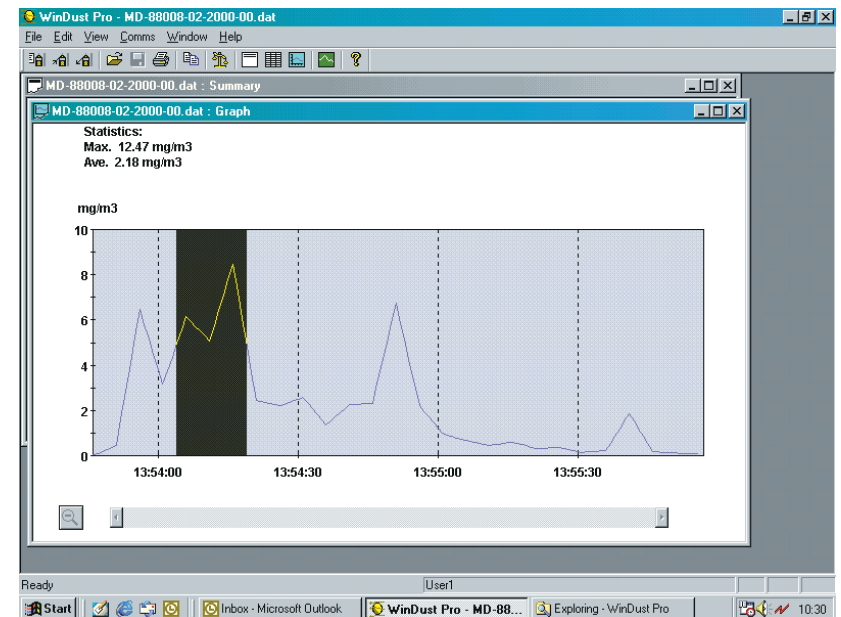 WinDust Pro - MD-88008-02-2000-00.dat
File Edit View Comms Window Help
MD-88008-02-2000-00.dat : Summary
MD-88008-02-2000-00.dat : Graph
Statistics:
Max. 12.47 mg/m3
Ave. 2.18 mg/m3
mg/m3
10
8
6
4
2
0
13:54:00 13:54:30 13:55:00 13:55:30
Ready User1
Start Inbox - Microsoft Outlook WinDust Pro - MD-88... Exploring - WinDust Pro 10:30